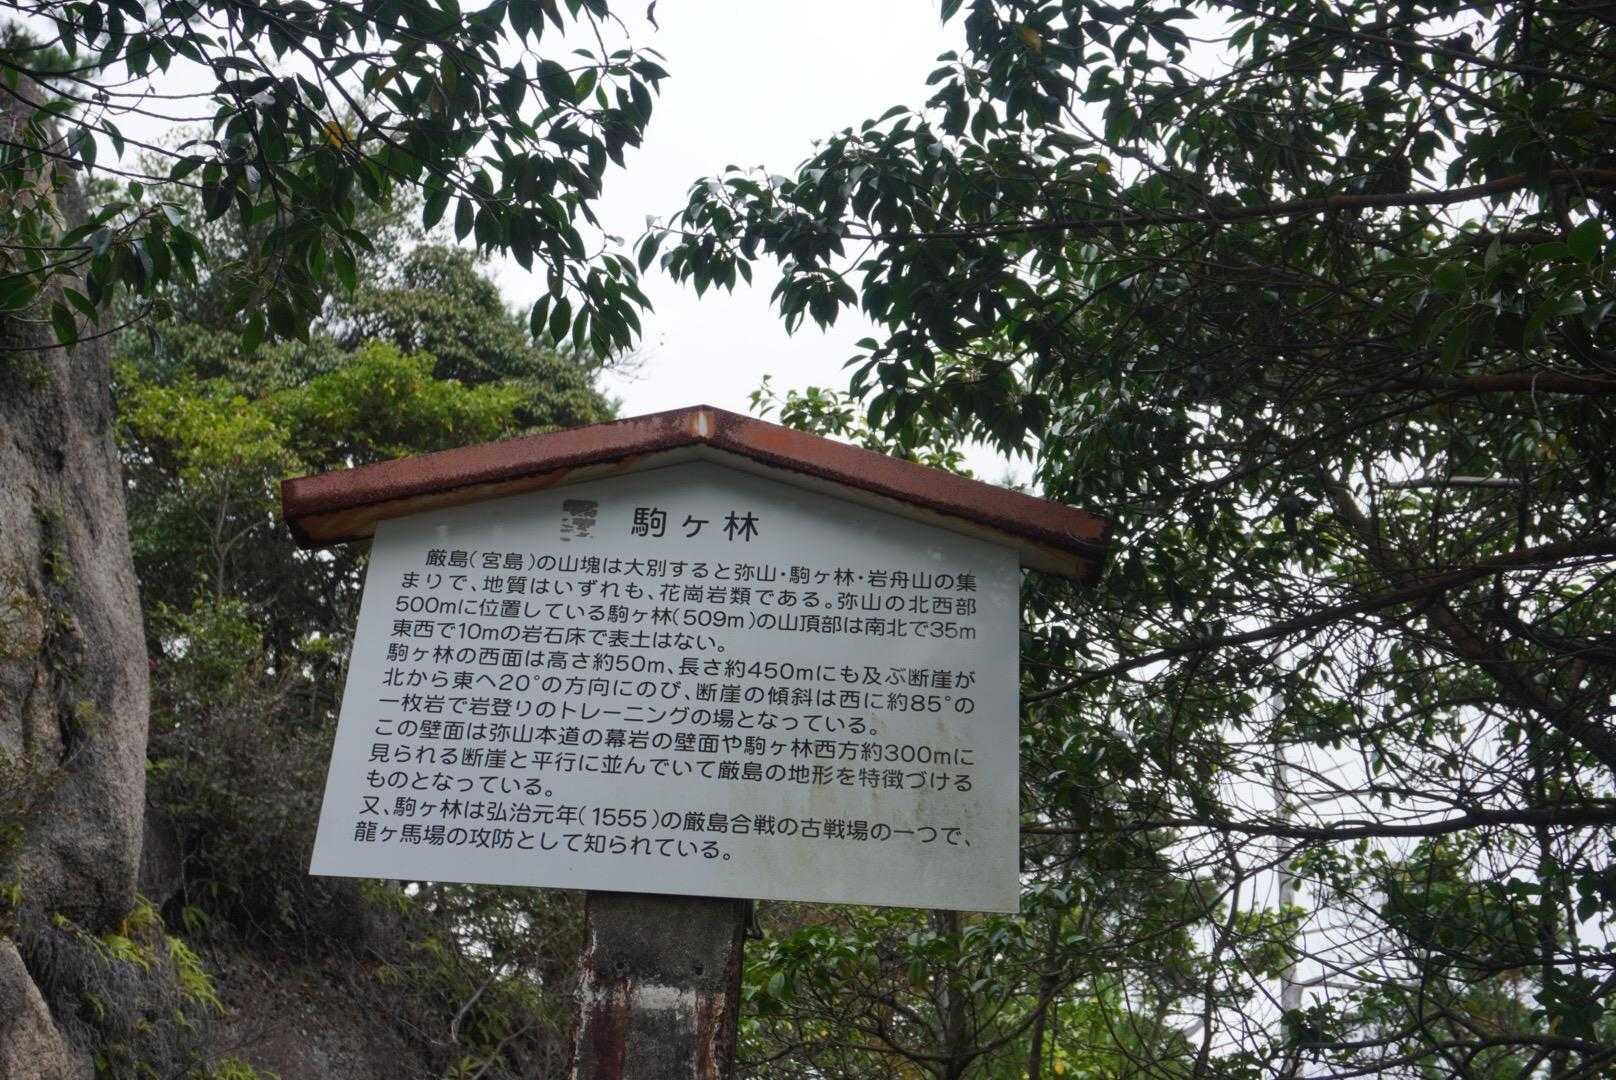 駒ヶ林
厳島(宮島)の山塊は大別すると弥山・駒ヶ林・岩舟山の集
まりで、地質はいずれも、花崗岩類である。弥山の北西部
500mに位置している駒ヶ林(509m)の山頂部は南北で35m
東西で10mの岩石床で表土はない。
駒ヶ林の西面は高さ約50m、長さ約450mにも及ぶ断崖が
北から東へ20°の方向にのび、断崖の傾斜は西に約85°の
一枚岩で岩登りのトレーニングの場となっている。
この壁面は弥山本道の幕岩の壁面や駒ヶ林西方約300mに
見られる断崖と平行に並んでいて厳島の地形を特徴づける
ものとなっている。
又、駒ヶ林は弘治元年(1555)の厳島合戦の古戦場の一つで、
龍ヶ馬場の攻防として知られている。